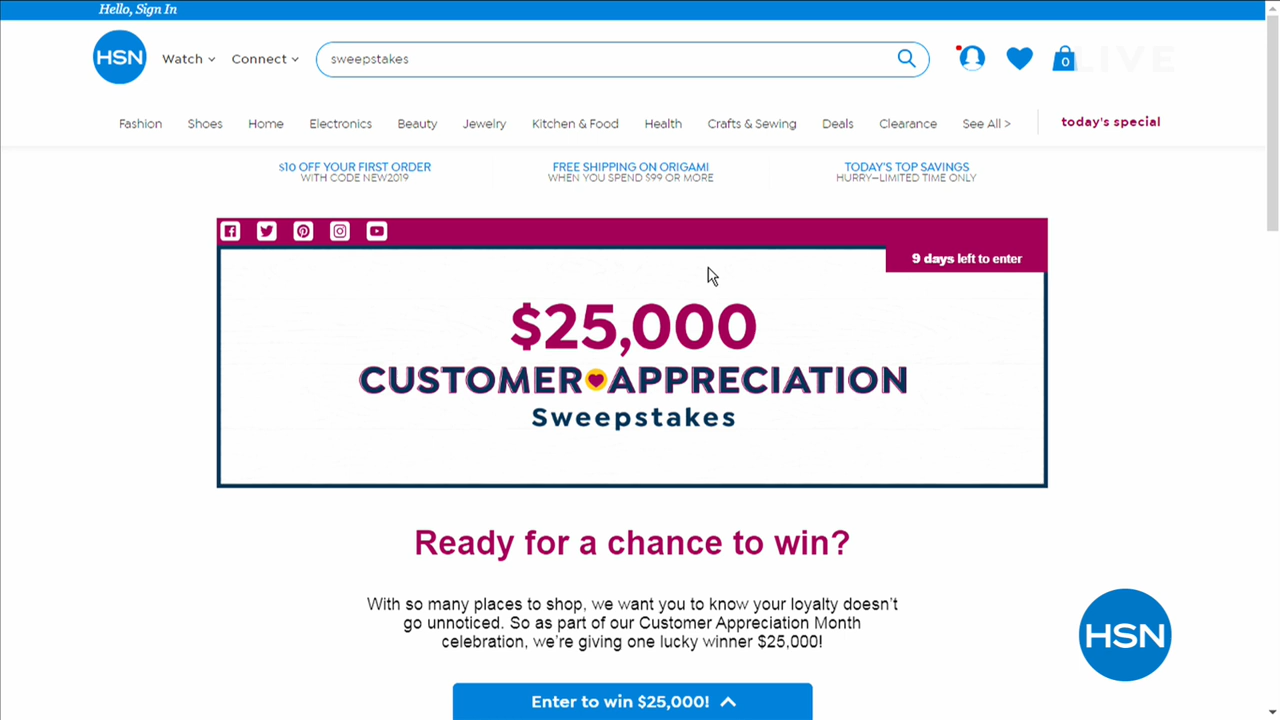 Hello, Sign In
HSN
Watch
Connect
sweepstakes
0
LIVE
Fashion
Shoes
Home
Electronics
Beauty
Jewelry
Kitchen & Food
Health
Crafts & Sewing
Deals
Clearance
See All >
today's special
$10 OFF YOUR FIRST ORDER
WITH CODE NEW2019
FREE SHIPPING ON ORIGAMI
WHEN YOU SPEND $99 OR MORE
TODAY'S TOP SAVINGS
HURRY—LIMITED TIME ONLY
9 days left to enter
$25,000
CUSTOMER APPRECIATION
Sweepstakes
Ready for a chance to win?
With so many places to shop, we want you to know your loyalty doesn't
go unnoticed. So as part of our Customer Appreciation Month
celebration, we're giving one lucky winner $25,000!
HSN
Enter to win $25,000!